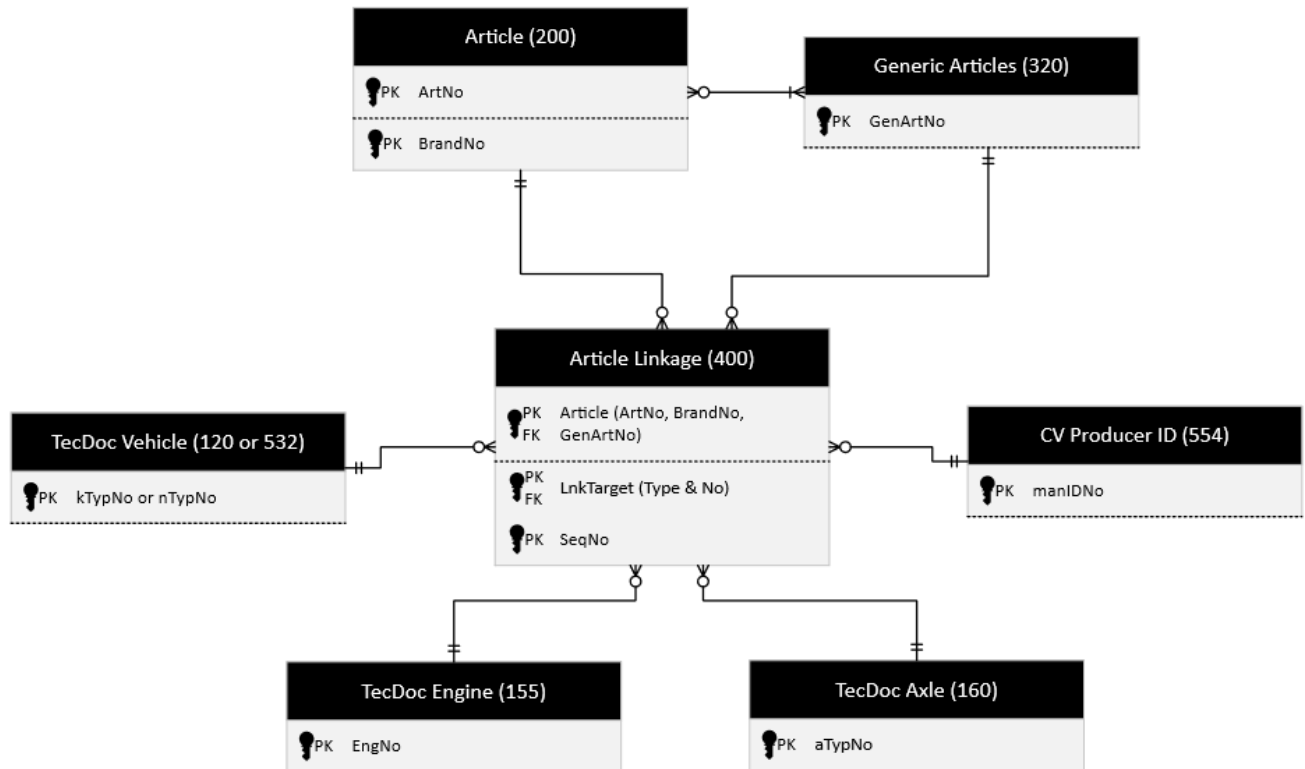 Article (200)
PK ArtNo
PK BrandNo
Generic Articles (320)
PK GenArtNo
Article Linkage (400)
PK Article (ArtNo, BrandNo,
FK GenArtNo)
PK
FK LnkTarget (Type & No)
PK SeqNo
TecDoc Vehicle (120 or 532)
PK kTypNo or nTypNo
CV Producer ID (554)
PK manIDNo
TecDoc Engine (155)
PK EngNo
TecDoc Axle (160)
PK aTypNo